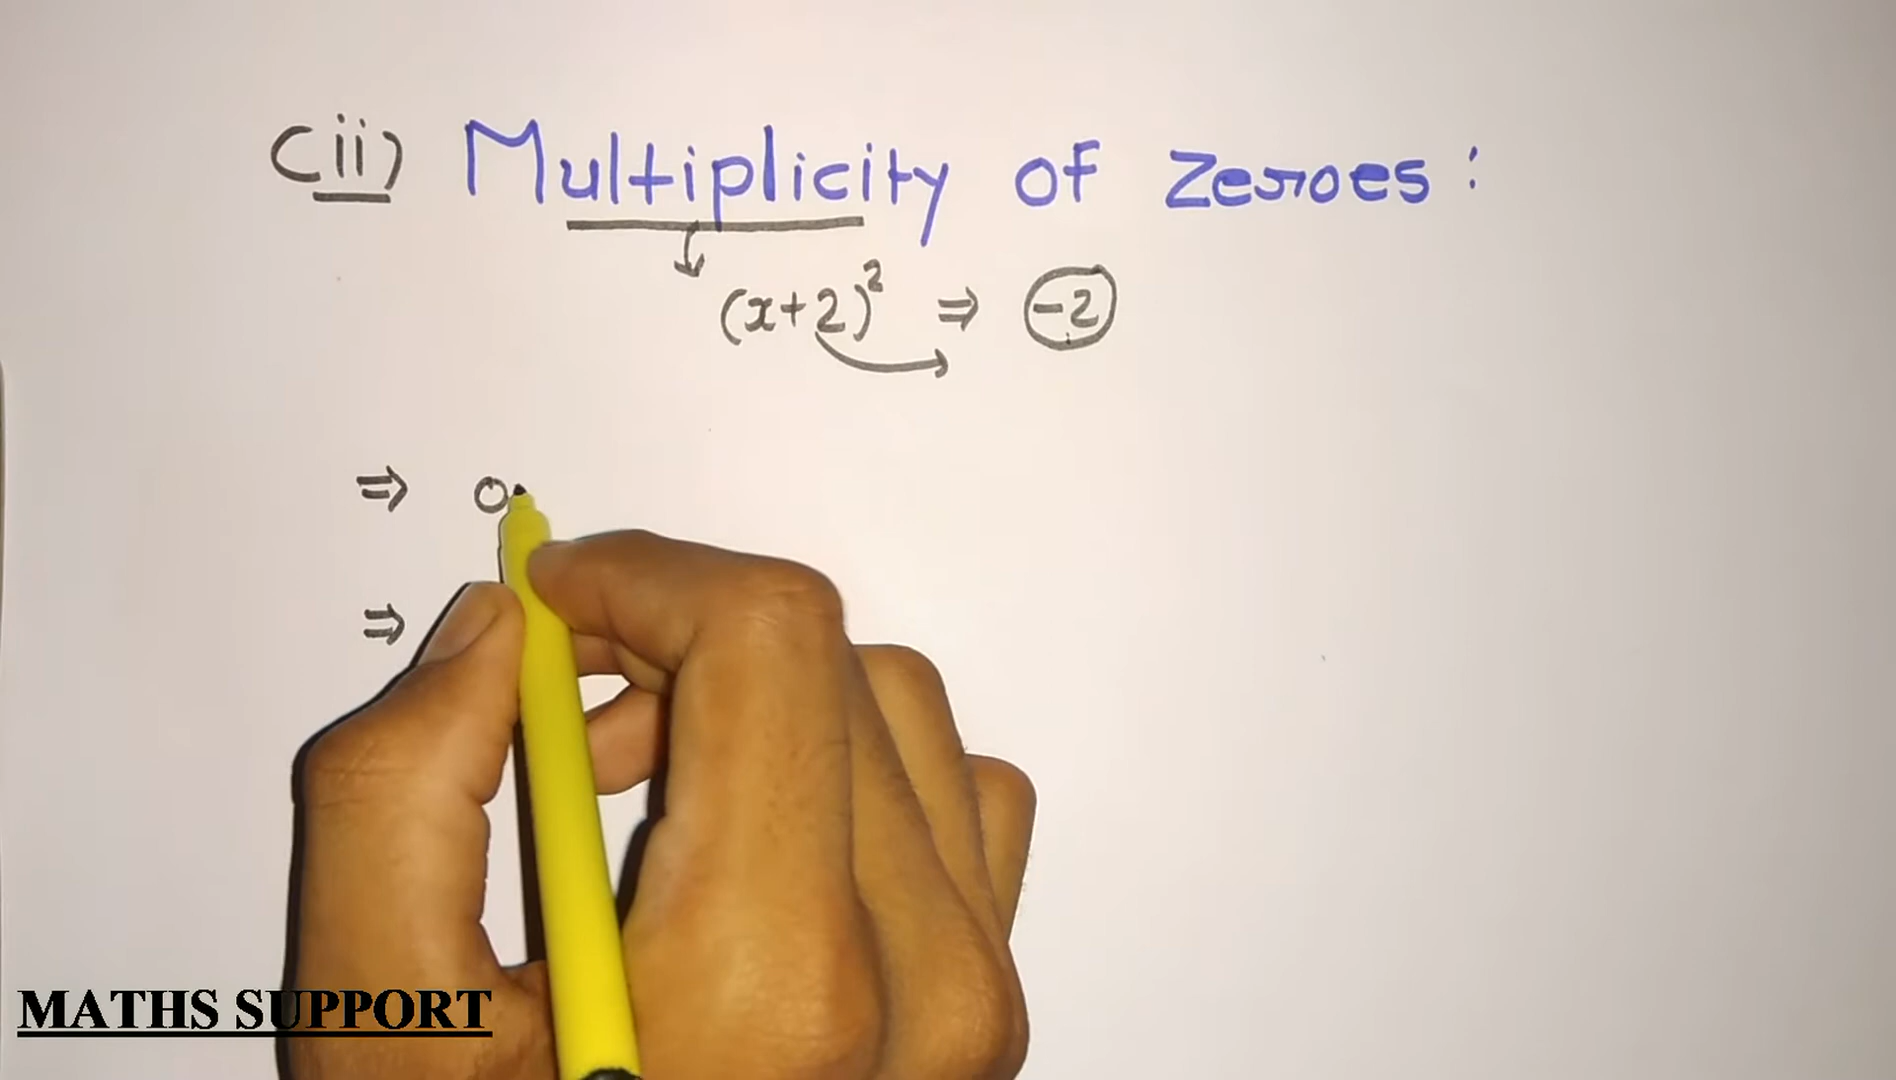 (ii) Multiplicity of Zeroes :
↓
(x+2)² ⇒ -2
⇒ O
⇒
MATHS SUPPORT